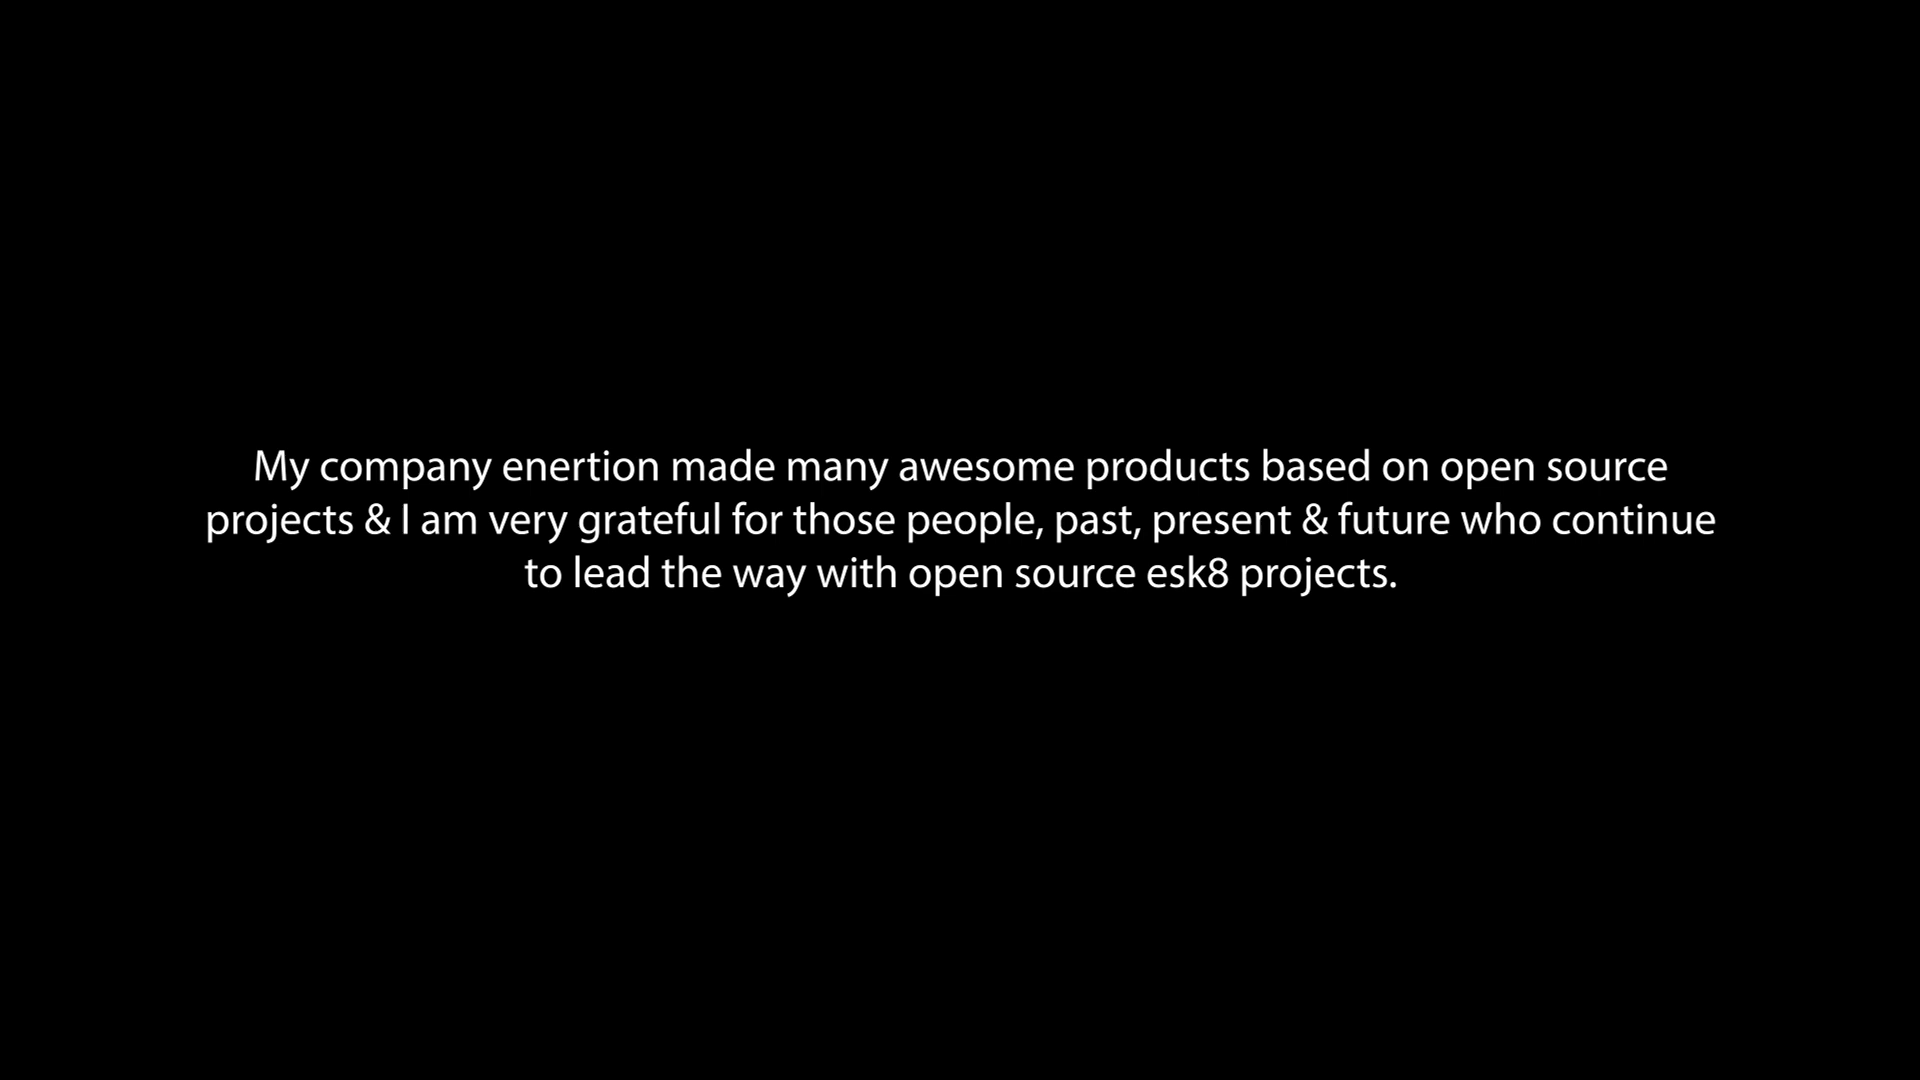 My company enertion made many awesome products based on open source
projects & I am very grateful for those people, past, present & future who continue
to lead the way with open source esk8 projects.